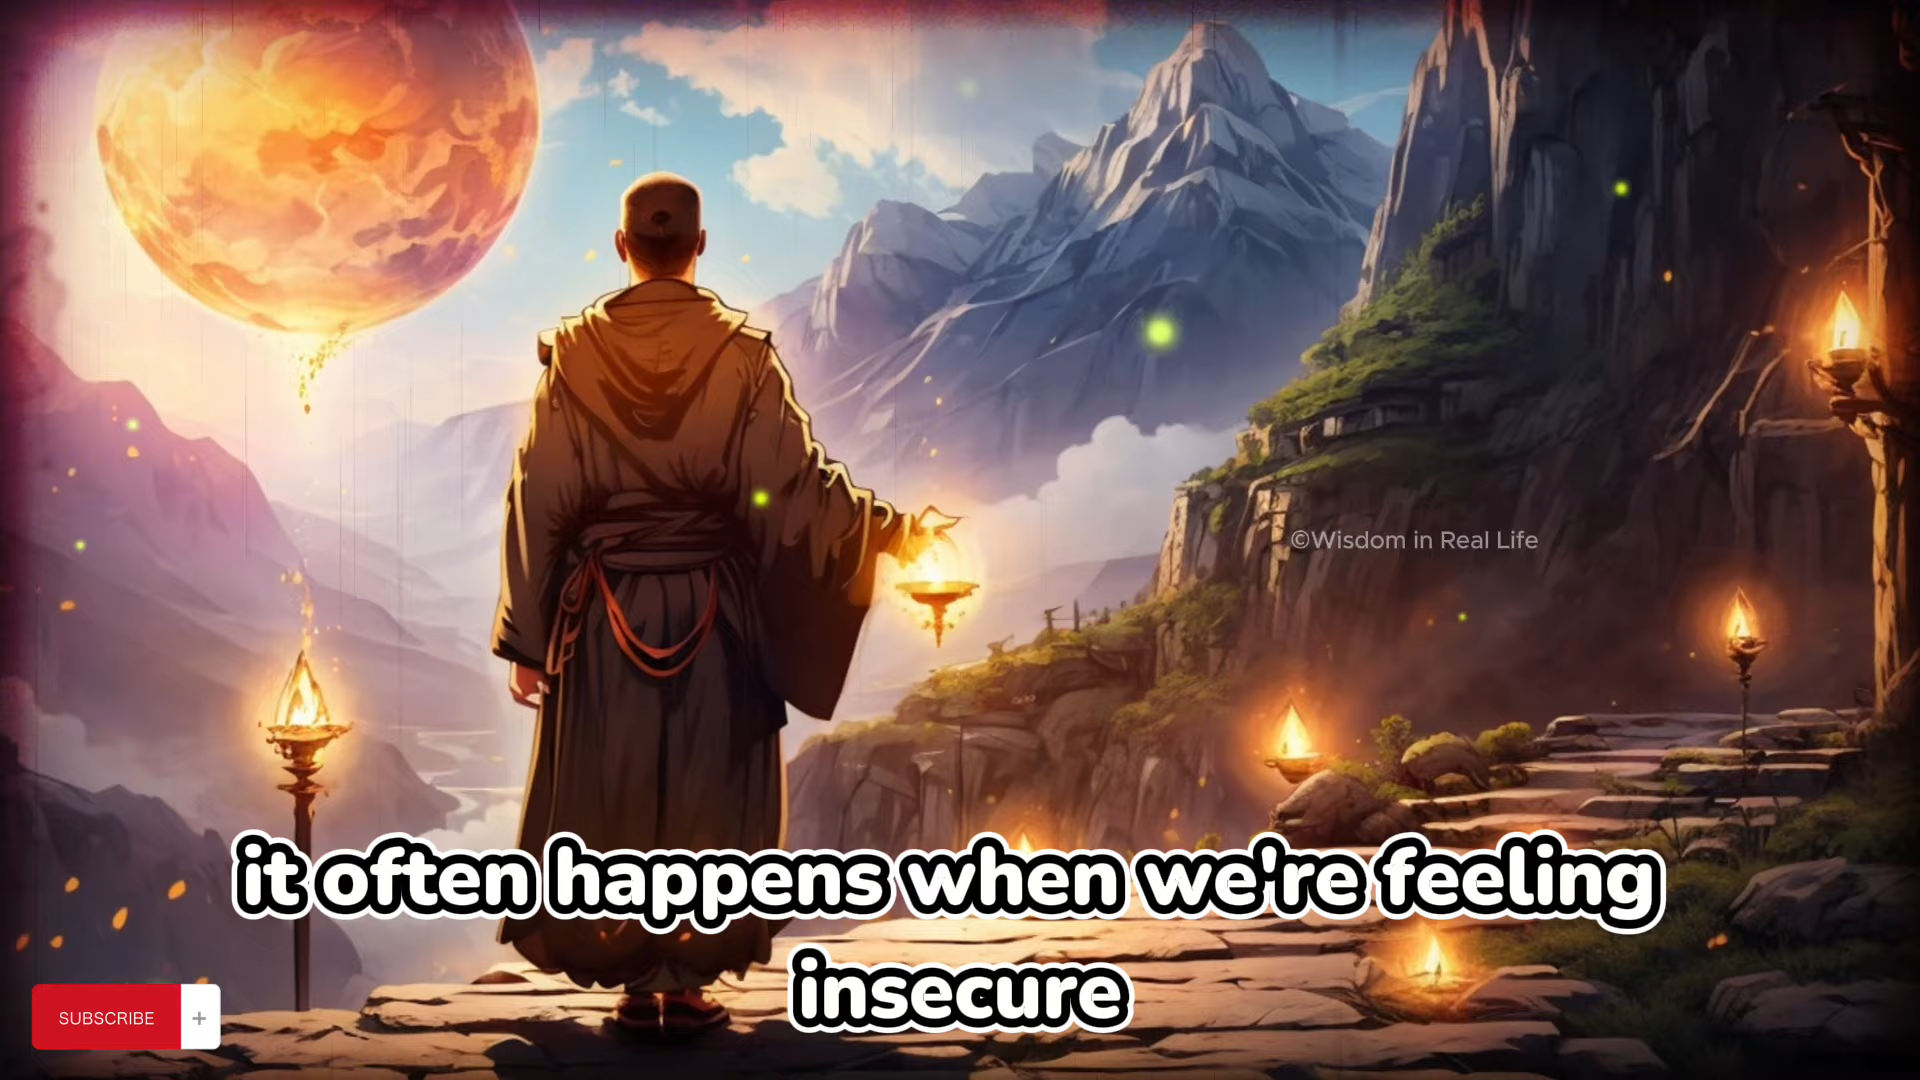 ©Wisdom in Real Life
it often happens when we're feeling
insecure
SUBSCRIBE +